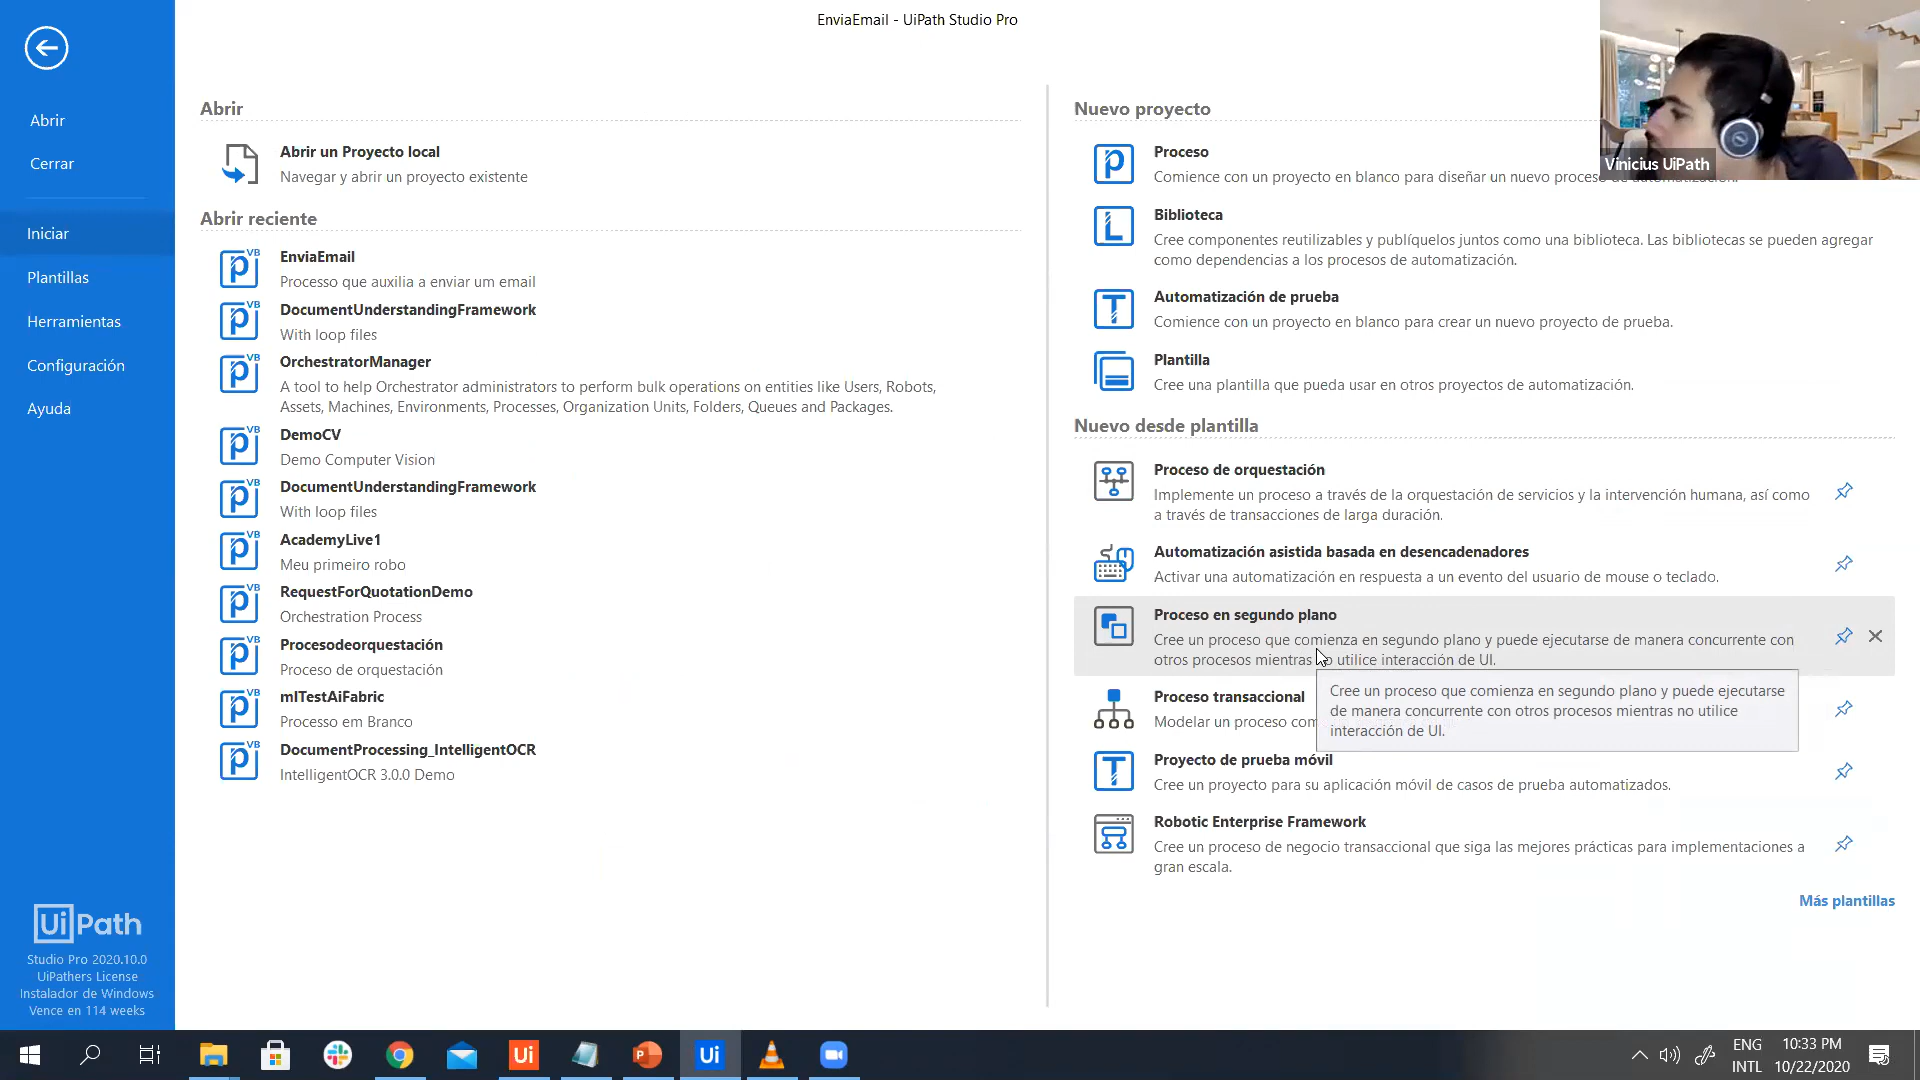 EnviaEmail - UiPath Studio Pro
Abrir
Cerrar
Iniciar
Plantillas
Herramientas
Configuración
Ayuda
UiPath
Studio Pro 2020.10.0
UiPathers License
Instalador de Windows
Vence en 114 weeks
Abrir
Abrir un Proyecto local
Navegar y abrir un proyecto existente
Abrir reciente
EnviaEmail
Processo que auxilia a enviar um email
DocumentUnderstandingFramework
With loop files
OrchestratorManager
A tool to help Orchestrator administrators to perform bulk operations on entities like Users, Robots,
Assets, Machines, Environments, Processes, Organization Units, Folders, Queues and Packages.
DemoCV
Demo Computer Vision
DocumentUnderstandingFramework
With loop files
AcademyLive1
Meu primeiro robo
RequestForQuotationDemo
Orchestration Process
Procesodeorquestación
Proceso de orquestación
mlTestAiFabric
Processo em Branco
DocumentProcessing_IntelligentOCR
IntelligentOCR 3.0.0 Demo
Nuevo proyecto
Proceso
Comience con un proyecto en blanco para diseñar un nuevo proceso de automatización.
Vinicius UiPath
Biblioteca
Cree componentes reutilizables y publíquelos juntos como una biblioteca. Las bibliotecas se pueden agregar
como dependencias a los procesos de automatización.
Automatización de prueba
Comience con un proyecto en blanco para crear un nuevo proyecto de prueba.
Plantilla
Cree una plantilla que pueda usar en otros proyectos de automatización.
Nuevo desde plantilla
Proceso de orquestación
Implemente un proceso a través de la orquestación de servicios y la intervención humana, así como
a través de transacciones de larga duración.
Automatización asistida basada en desencadenadores
Activar una automatización en respuesta a un evento del usuario de mouse o teclado.
Proceso en segundo plano
Cree un proceso que comienza en segundo plano y puede ejecutarse de manera concurrente con
otros procesos mientras no utilice interacción de UI.
Cree un proceso que comienza en segundo plano y puede ejecutarse
de manera concurrente con otros procesos mientras no utilice
interacción de UI.
Proceso transaccional
Modelar un proceso com
Proyecto de prueba móvil
Cree un proyecto para su aplicación móvil de casos de prueba automatizados.
Robotic Enterprise Framework
Cree un proceso de negocio transaccional que siga las mejores prácticas para implementaciones a
gran escala.
Más plantillas
ENG
INTL
10:33 PM
10/22/2020